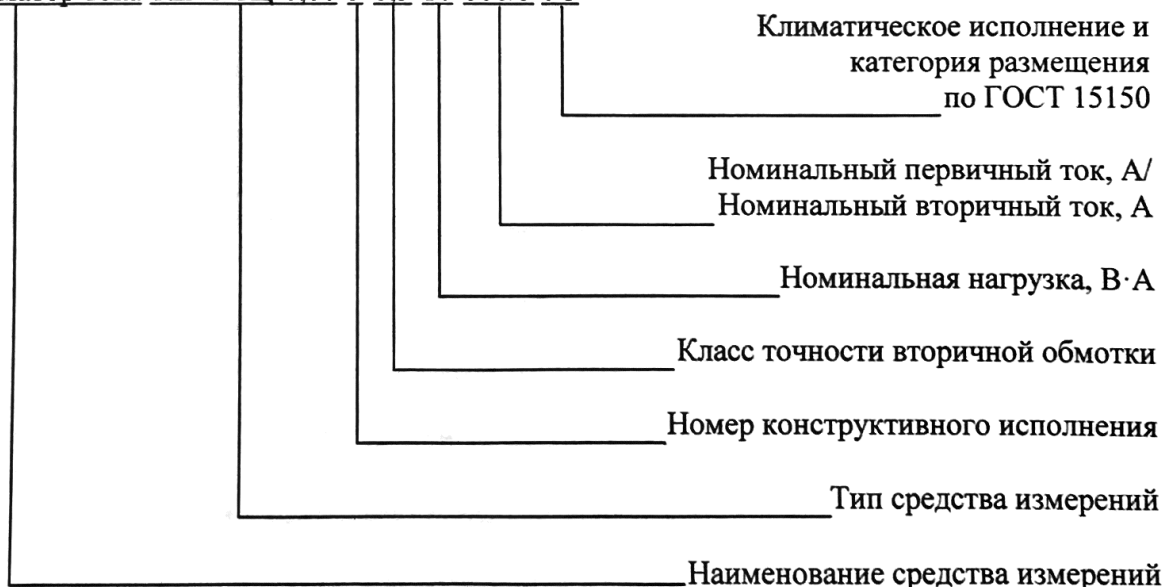 Климатическое исполнение и
категория размещения
по ГОСТ 15150
Номинальный первичный ток, А/
Номинальный вторичный ток, А
Номинальная нагрузка, В·А
Класс точности вторичной обмотки
Номер конструктивного исполнения
Тип средства измерений
Наименование средства измерений